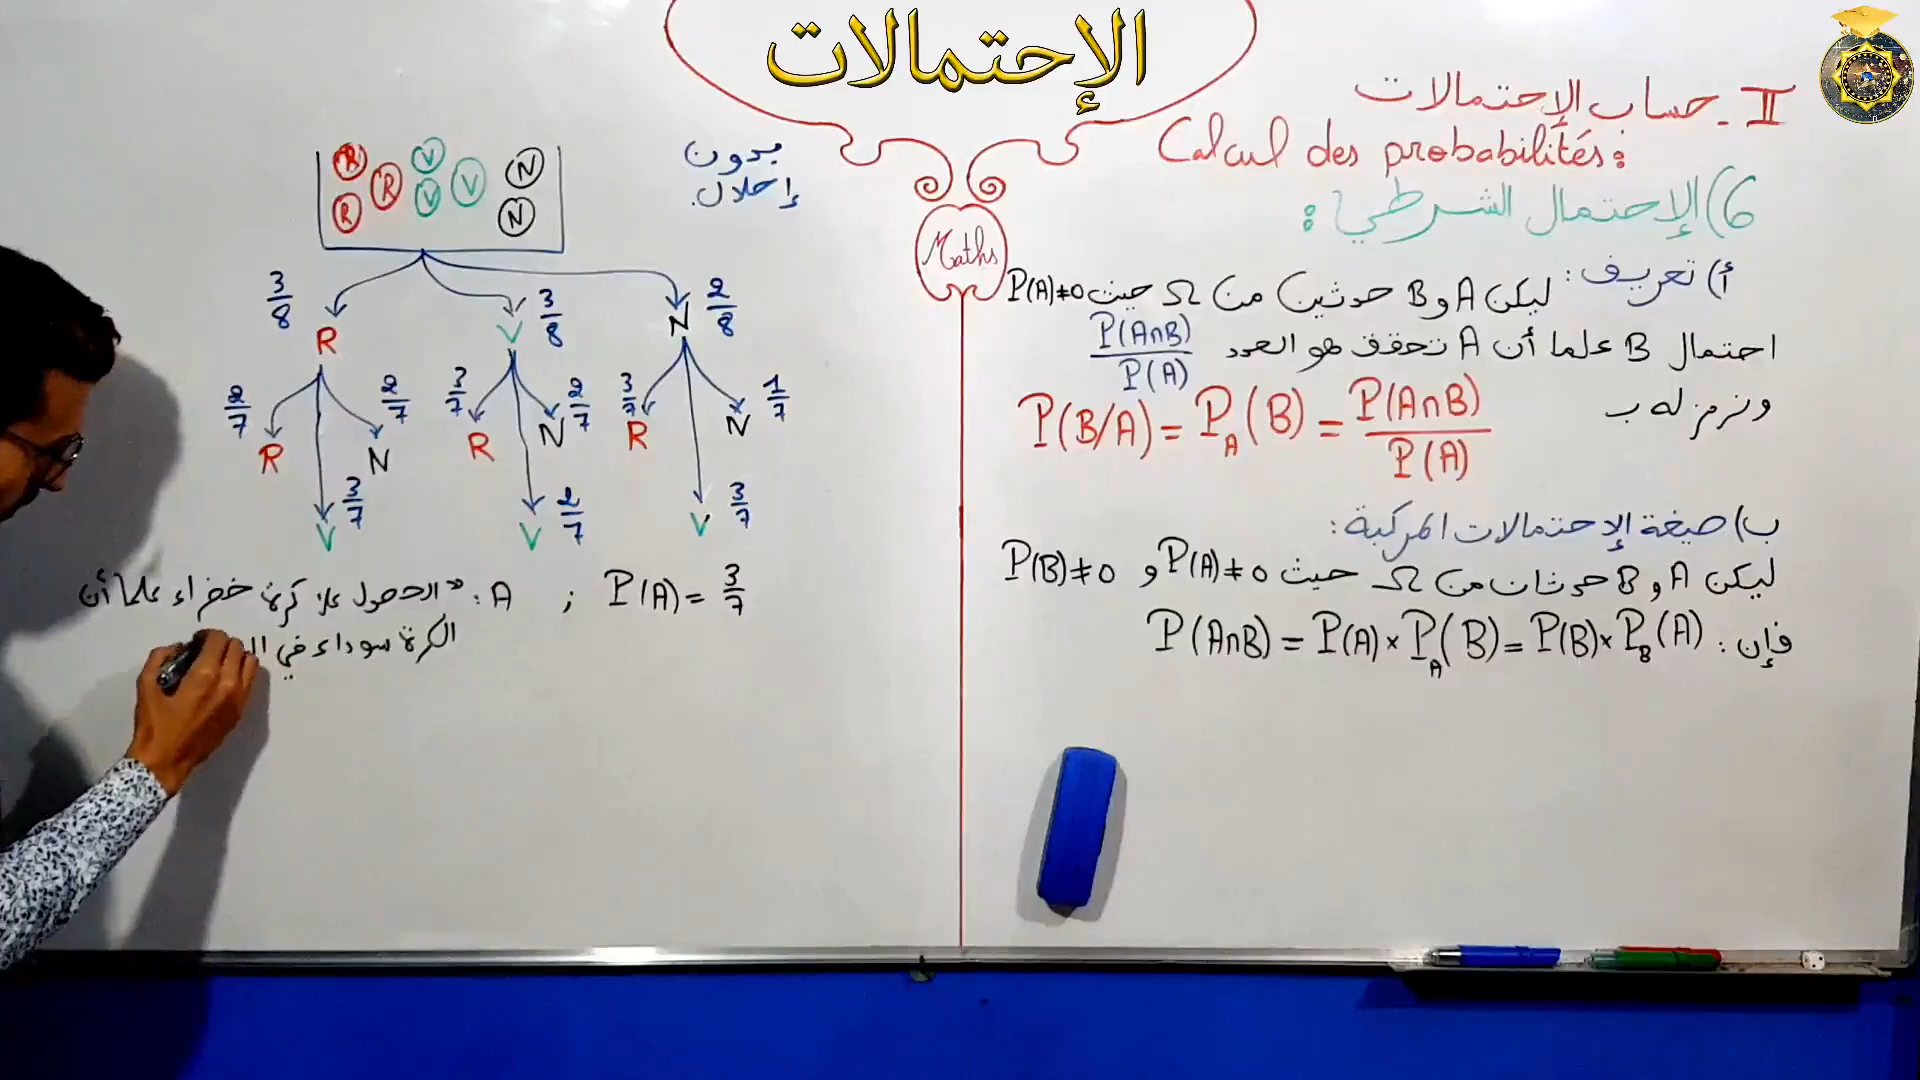 الإحتمالات
II - حساب الإحتمالات
Calcul des probabilités:
6) الإحتمال الشرطي:
أ) تعريف: ليكن A و B حدثين من Ω حيث P(A)≠0
احتمال B علما أن A تحقق هو العدد P(A∩B)/P(A)
ونرمز له ب
P(B/A) = P_A(B) = P(A∩B)/P(A)
ب) صيغة الإحتمالات المركبة:
ليكن A و B حدثان من Ω حيث P(A)≠0 و P(B)≠0
فإن: P(A∩B) = P(A)×P_A(B) = P(B)×P_B(A)
Maths
بدون
إحلال.
R R R V V V N N
3/8 3/8 2/8
R V N
2/7 2/7 3/7 2/7 3/7 1/7
R N R N R N
3/7 2/7 3/7
V V V
A: "الحصول على كرة خضراء علما أن ; P(A) = 3/7
الكرة سوداء في